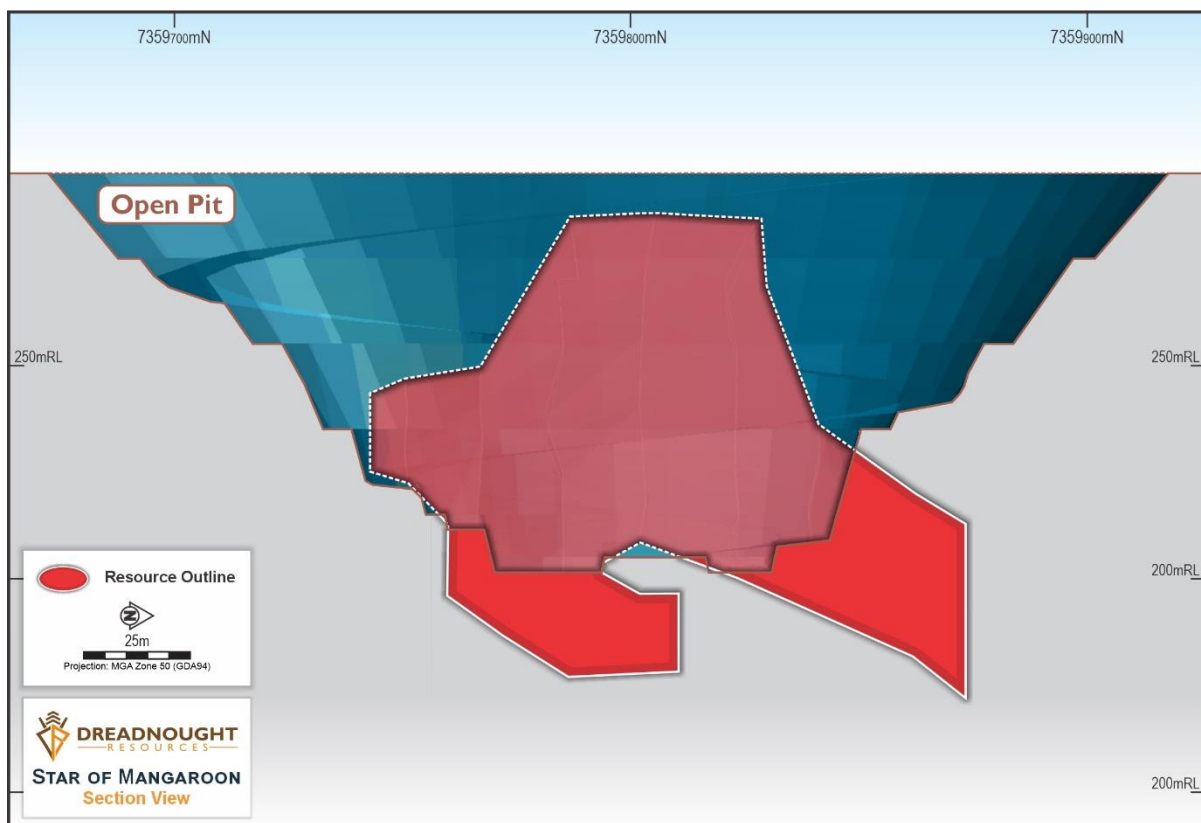 7359700mN 7359800mN 7359900mN
Open Pit
250mRL 250mRL
200mRL
Resource Outline
N
25m
Projection: MGA Zone 50 (GDA94)
DREADNOUGHT
RESOURCES
STAR OF MANGAROON
Section View
200mRL